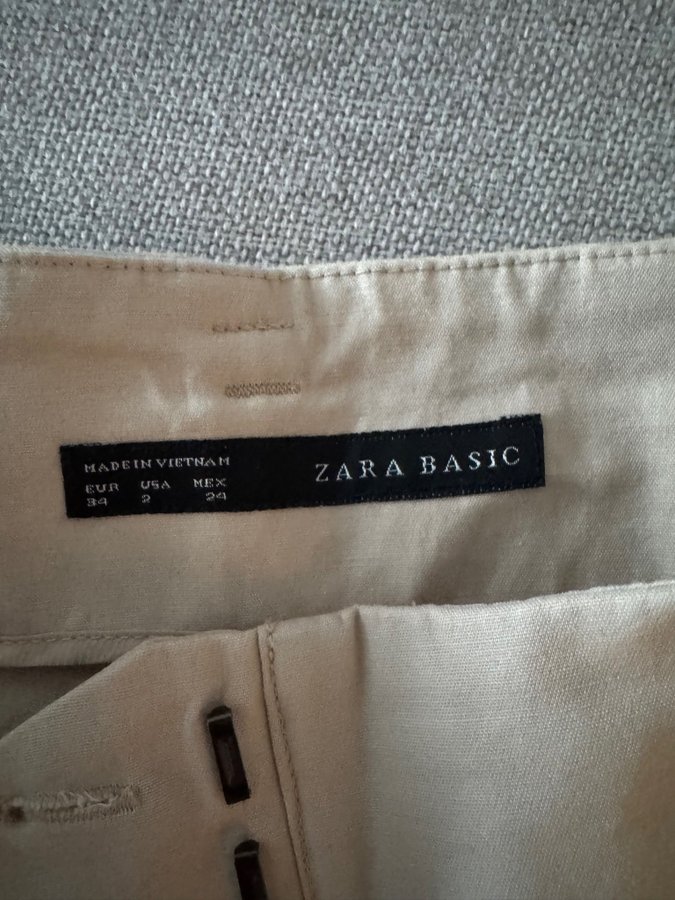 MADE IN VIETNAM
EUR USA MEX
34 2 24
ZARA BASIC